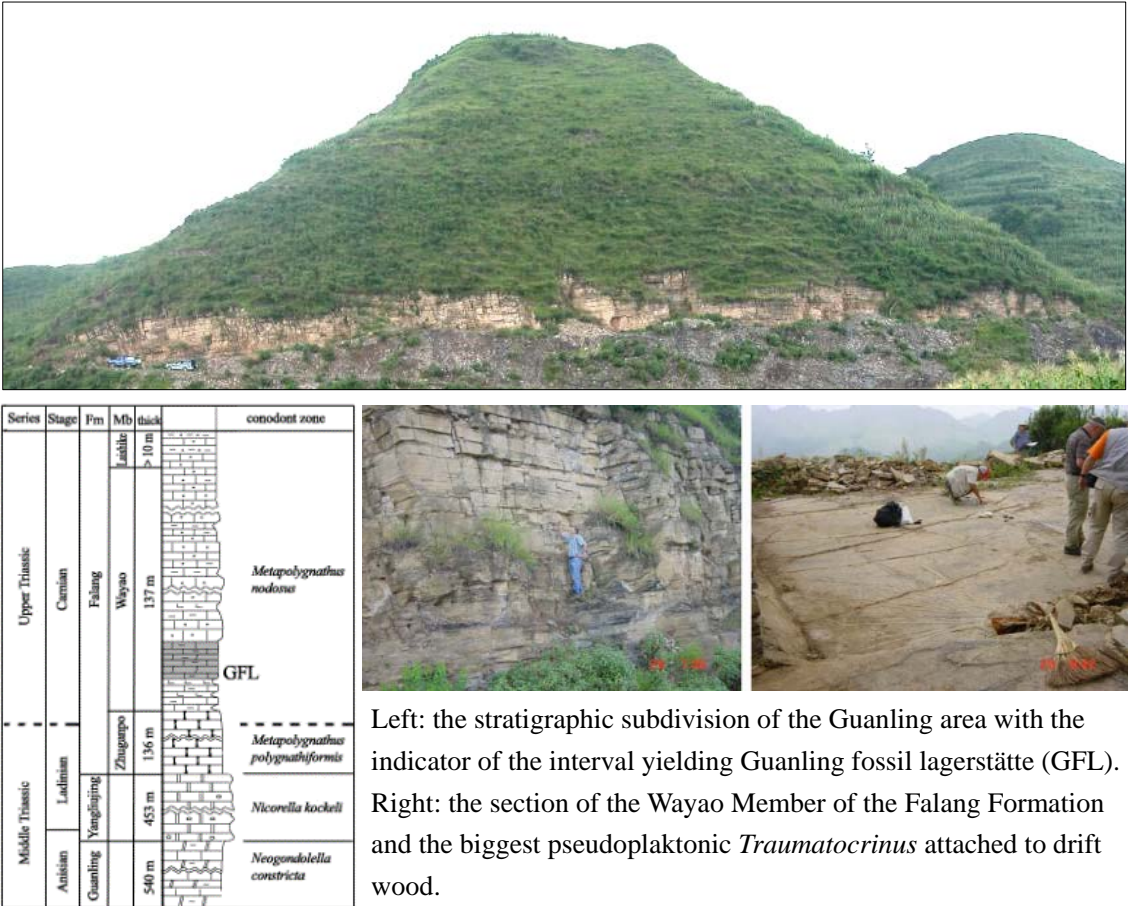 Series Stage Fm Mb thick conodont zone
Upper Triassic
Middle Triassic
Carnian
Ladinian
Anisian
Falang
Yangliujing
Guanling
Laishike
Wayao
Zhuganpo
> 10 m
137 m
136 m
453 m
540 m
GFL
Metapolygnathus
nodosus
Metapolygnathus
polygnathiformis
Nicorella kockeli
Neogondolella
constricta
Left: the stratigraphic subdivision of the Guanling area with the
indicator of the interval yielding Guanling fossil lagerstätte (GFL).
Right: the section of the Wayao Member of the Falang Formation
and the biggest pseudoplaktonic Traumatocrinus attached to drift
wood.